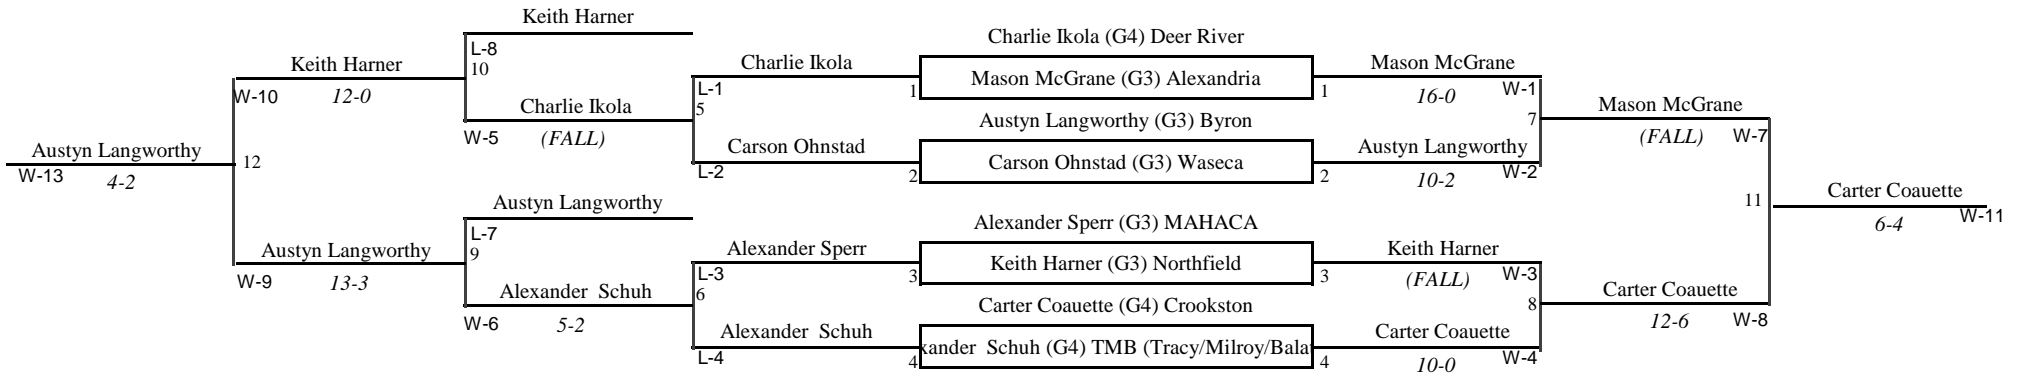 Keith Harner
Charlie Ikola (G4) Deer River
L-8
10
Keith Harner
Charlie Ikola
Mason McGrane (G3) Alexandria
Mason McGrane
W-10
12-0
L-1
1
1
16-0
W-1
Charlie Ikola
5
Mason McGrane
7
Austyn Langworthy (G3) Byron
W-5
(FALL)
(FALL)
W-7
Austyn Langworthy
12
Carson Ohnstad
Carson Ohnstad (G3) Waseca
Austyn Langworthy
W-13
4-2
L-2
2
2
10-2
W-2
Austyn Langworthy
Carter Coauette
11
Alexander Sperr (G3) MAHACA
6-4
W-11
L-7
9
Austyn Langworthy
Alexander Sperr
Keith Harner (G3) Northfield
Keith Harner
W-9
13-3
L-3
3
3
(FALL)
W-3
Alexander Schuh
6
Carter Coauette
8
Carter Coauette (G4) Crookston
W-6
5-2
12-6
W-8
Alexander Schuh
xander Schuh (G4) TMB (Tracy/Milroy/Bala
Carter Coauette
L-4
4
4
10-0
W-4